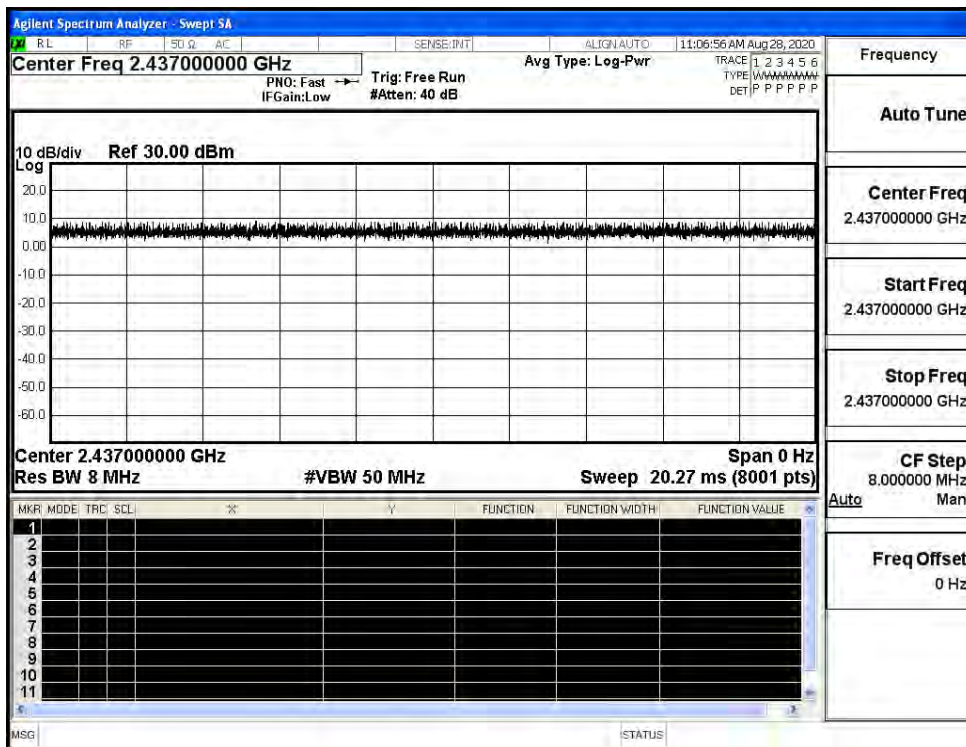 Agilent Spectrum Analyzer - Swept SA
LXI RL RF 50 Ω AC SENSE:INT ALIGN AUTO 11:06:56 AM Aug 28, 2020
Center Freq 2.437000000 GHz
PNO: Fast
IFGain:Low
Trig: Free Run
#Atten: 40 dB
Avg Type: Log-Pwr
TRACE 1 2 3 4 5 6
TYPE WWWWWW
DET P P P P P P
10 dB/div Ref 30.00 dBm
Log
20.0
10.0
0.00
-10.0
-20.0
-30.0
-40.0
-50.0
-60.0
Center 2.437000000 GHz Span 0 Hz
Res BW 8 MHz #VBW 50 MHz Sweep 20.27 ms (8001 pts)
MKR MODE TRC SCL X Y FUNCTION FUNCTION WIDTH FUNCTION VALUE
1
2
3
4
5
6
7
8
9
10
11
MSG STATUS
Frequency
Auto Tune
Center Freq
2.437000000 GHz
Start Freq
2.437000000 GHz
Stop Freq
2.437000000 GHz
CF Step
8.000000 MHz
Auto Man
Freq Offset
0 Hz